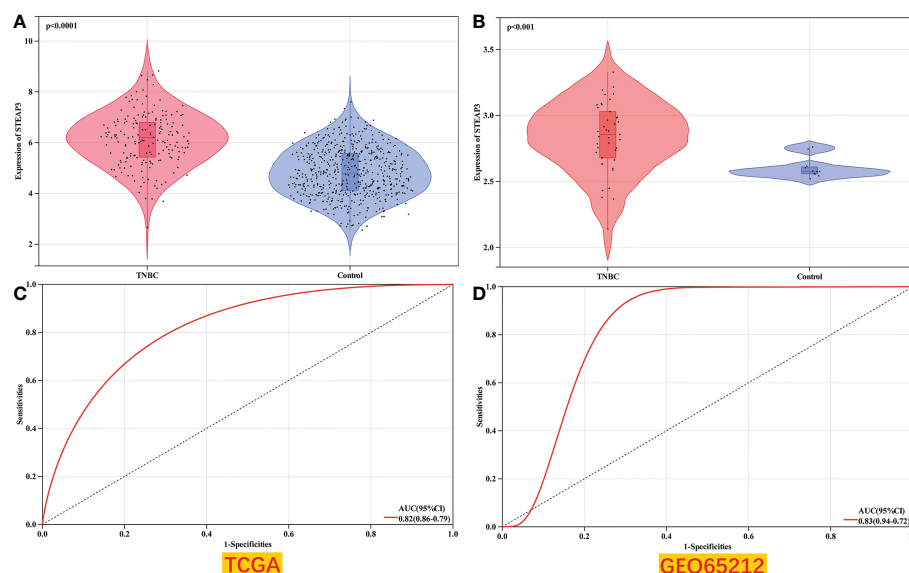 A
p<0.0001
Expression of STEAP3
10
8
6
4
2
TNBC
Control
B
p<0.001
Expression of STEAP3
3.5
3.0
2.5
2.0
TNBC
Control
C
Sensitivities
1.0
0.8
0.6
0.4
0.2
0.0
0.0
0.2
0.4
0.6
0.8
1.0
AUC(95%CI)
0.82(0.86-0.79)
1-Specificities
TCGA
D
Sensitivities
1.0
0.8
0.6
0.4
0.2
0.0
0.0
0.2
0.4
0.6
0.8
1.0
AUC(95%CI)
0.83(0.94-0.72)
1-Specificities
GEO65212